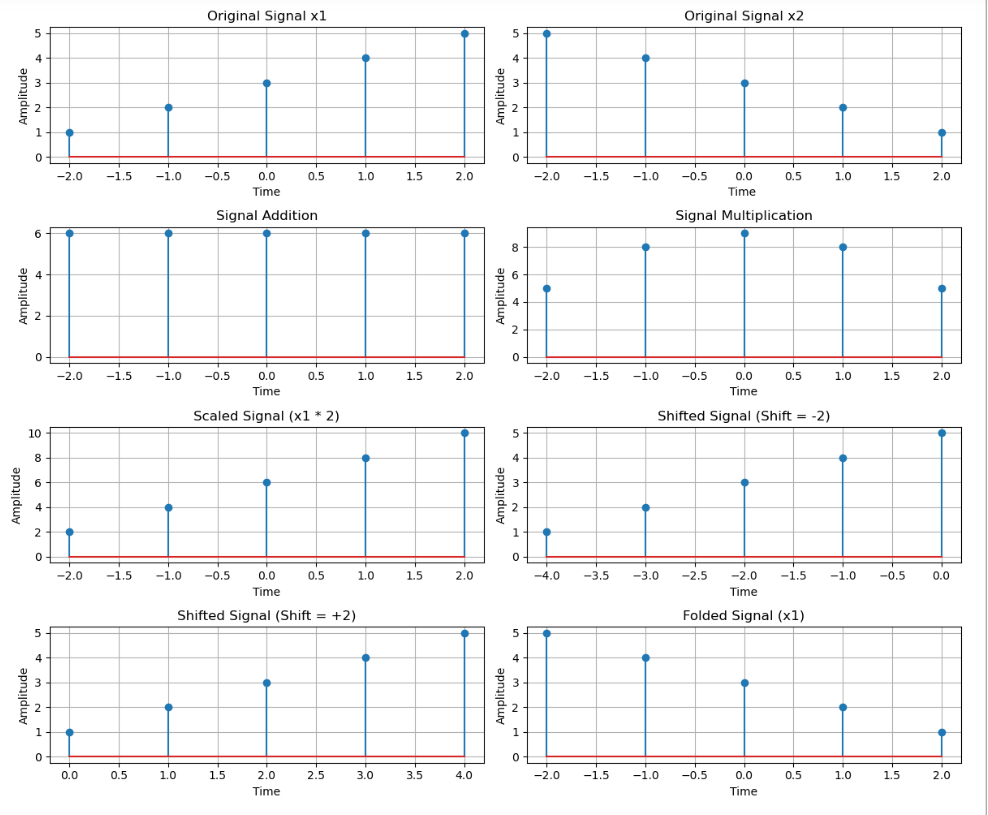 Original Signal x1
5
4
3
2
1
0
Amplitude
−2.0 −1.5 −1.0 −0.5 0.0 0.5 1.0 1.5 2.0
Time
Original Signal x2
5
4
3
2
1
0
Amplitude
−2.0 −1.5 −1.0 −0.5 0.0 0.5 1.0 1.5 2.0
Time
Signal Addition
6
4
2
0
Amplitude
−2.0 −1.5 −1.0 −0.5 0.0 0.5 1.0 1.5 2.0
Time
Signal Multiplication
8
6
4
2
0
Amplitude
−2.0 −1.5 −1.0 −0.5 0.0 0.5 1.0 1.5 2.0
Time
Scaled Signal (x1 * 2)
10
8
6
4
2
0
Amplitude
−2.0 −1.5 −1.0 −0.5 0.0 0.5 1.0 1.5 2.0
Time
Shifted Signal (Shift = -2)
5
4
3
2
1
0
Amplitude
−4.0 −3.5 −3.0 −2.5 −2.0 −1.5 −1.0 −0.5 0.0
Time
Shifted Signal (Shift = +2)
5
4
3
2
1
0
Amplitude
0.0 0.5 1.0 1.5 2.0 2.5 3.0 3.5 4.0
Time
Folded Signal (x1)
5
4
3
2
1
0
Amplitude
−2.0 −1.5 −1.0 −0.5 0.0 0.5 1.0 1.5 2.0
Time